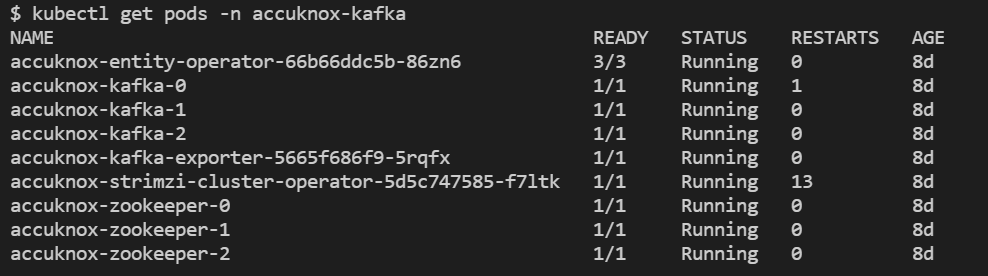 $ kubectl get pods -n accuknox-kafka
NAME READY STATUS RESTARTS AGE
accuknox-entity-operator-66b66ddc5b-86zn6 3/3 Running 0 8d
accuknox-kafka-0 1/1 Running 1 8d
accuknox-kafka-1 1/1 Running 0 8d
accuknox-kafka-2 1/1 Running 0 8d
accuknox-kafka-exporter-5665f686f9-5rqfx 1/1 Running 0 8d
accuknox-strimzi-cluster-operator-5d5c747585-f7ltk 1/1 Running 13 8d
accuknox-zookeeper-0 1/1 Running 0 8d
accuknox-zookeeper-1 1/1 Running 0 8d
accuknox-zookeeper-2 1/1 Running 0 8d